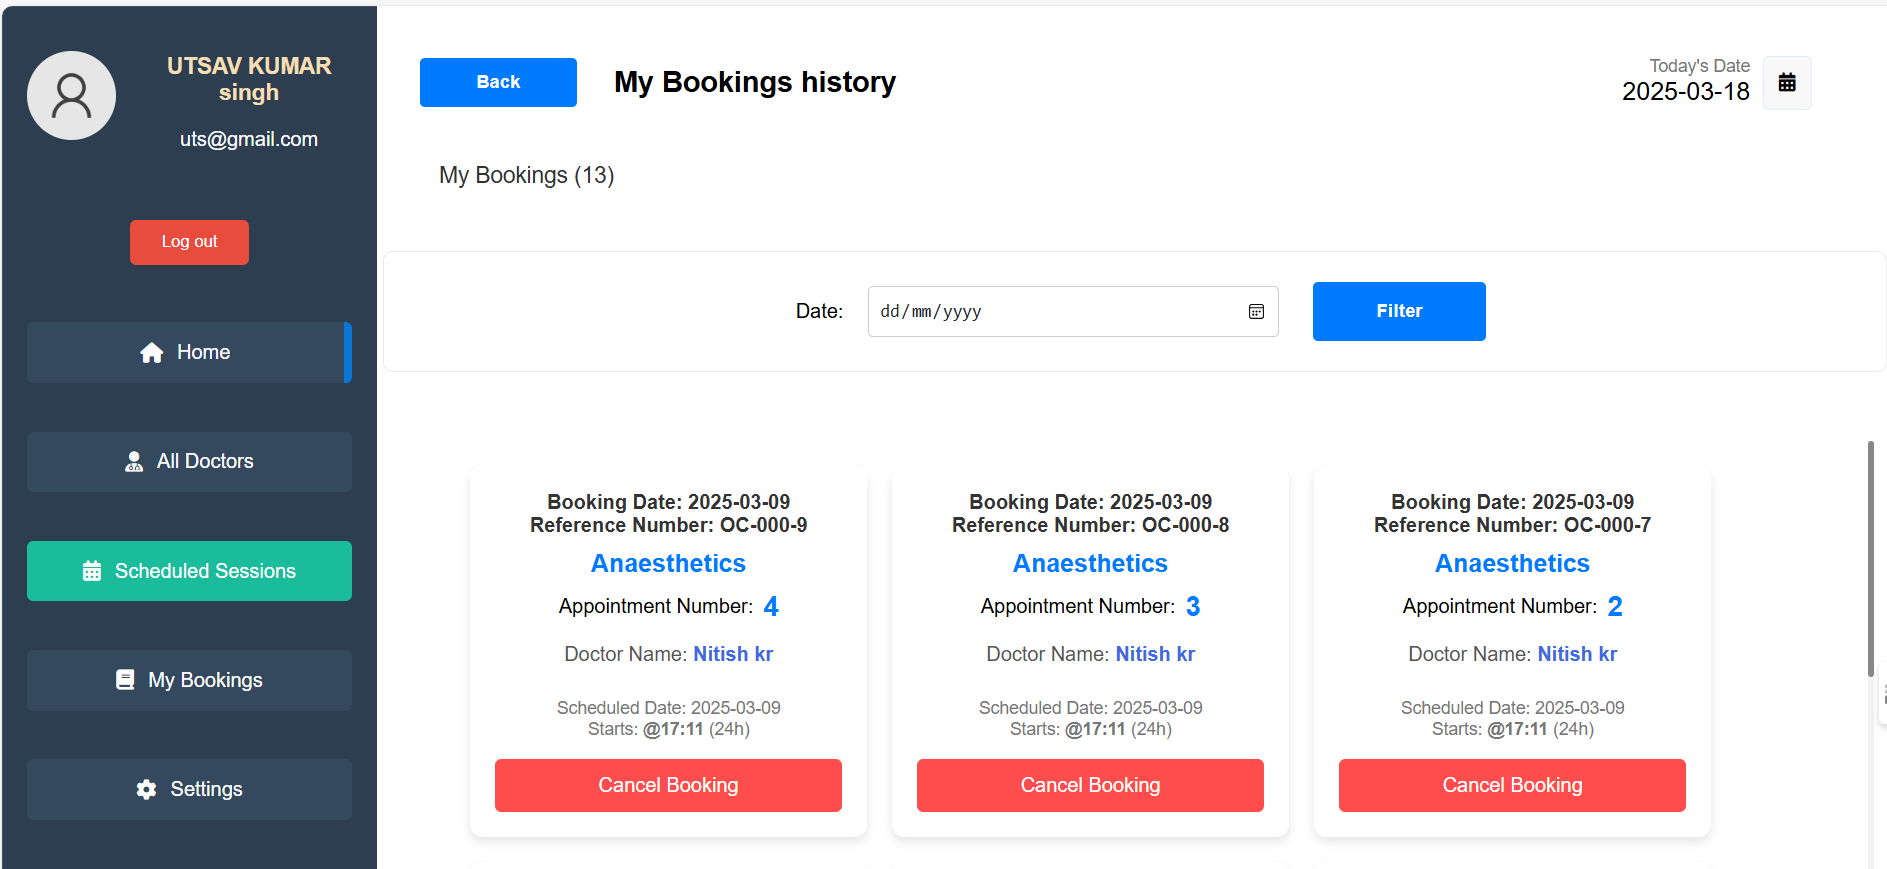 UTSAV KUMAR
singh
uts@gmail.com
Log out
Home
All Doctors
Scheduled Sessions
My Bookings
Settings
Back
My Bookings history
Today's Date
2025-03-18
My Bookings (13)
Date:
dd/mm/yyyy
Filter
Booking Date: 2025-03-09
Reference Number: OC-000-9
Anaesthetics
Appointment Number: 4
Doctor Name: Nitish kr
Scheduled Date: 2025-03-09
Starts: @17:11 (24h)
Cancel Booking
Booking Date: 2025-03-09
Reference Number: OC-000-8
Anaesthetics
Appointment Number: 3
Doctor Name: Nitish kr
Scheduled Date: 2025-03-09
Starts: @17:11 (24h)
Cancel Booking
Booking Date: 2025-03-09
Reference Number: OC-000-7
Anaesthetics
Appointment Number: 2
Doctor Name: Nitish kr
Scheduled Date: 2025-03-09
Starts: @17:11 (24h)
Cancel Booking